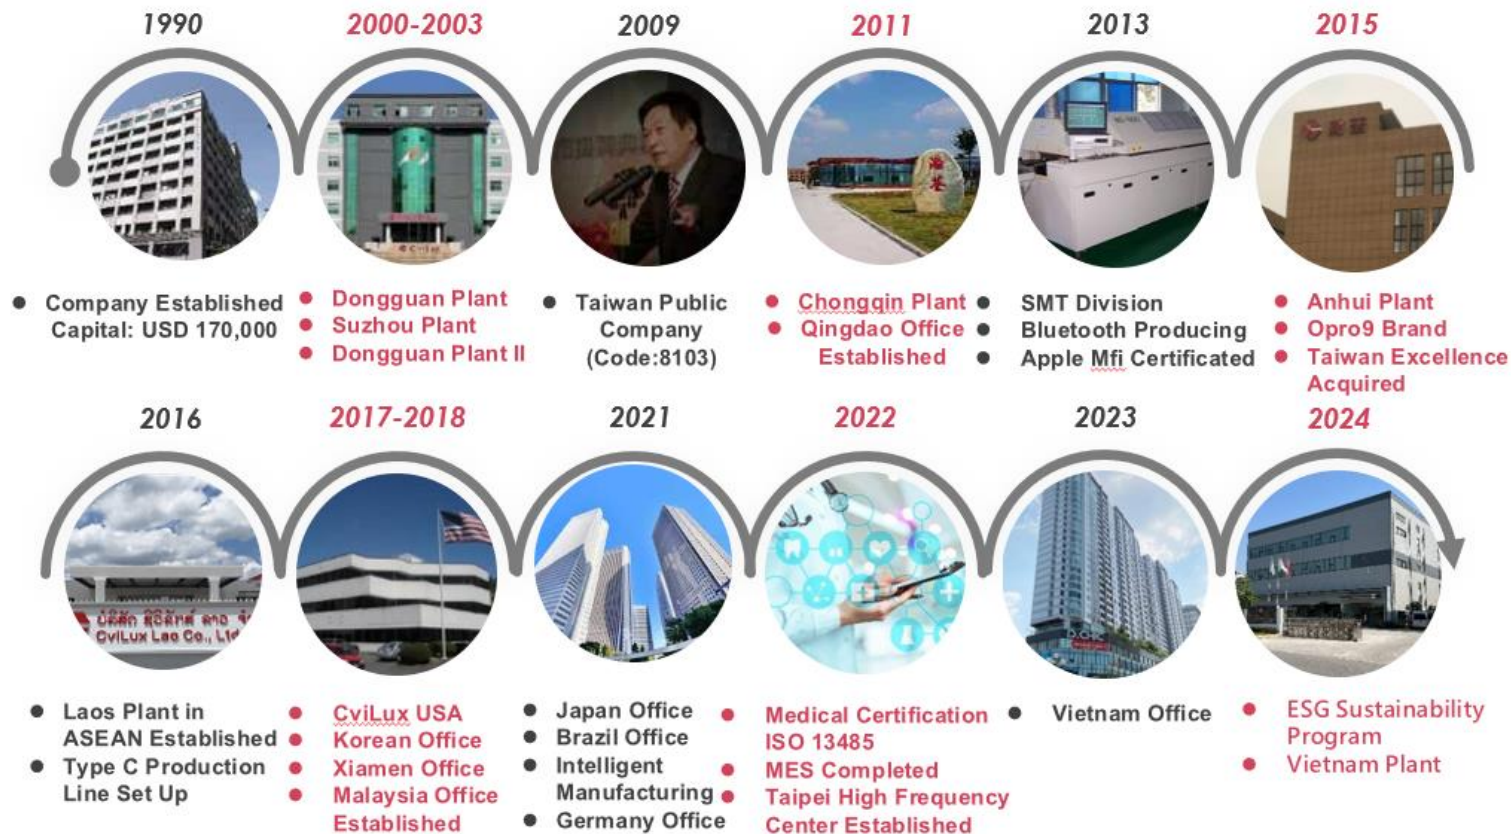 1990
2000-2003
2009
2011
2013
2015
Company Established
Capital: USD 170,000
Dongguan Plant
Suzhou Plant
Dongguan Plant II
Taiwan Public
Company
(Code:8103)
Chongqin Plant
Qingdao Office
Established
SMT Division
Bluetooth Producing
Apple Mfi Certificated
Anhui Plant
Opro9 Brand
Taiwan Excellence
Acquired
2016
2017-2018
2021
2022
2023
2024
CviLux Lao Co., Ltd
Laos Plant in
ASEAN Established
Type C Production
Line Set Up
CviLux USA
Korean Office
Xiamen Office
Malaysia Office
Established
Japan Office
Brazil Office
Intelligent
Manufacturing
Germany Office
Medical Certification
ISO 13485
MES Completed
Taipei High Frequency
Center Established
Vietnam Office
ESG Sustainability
Program
Vietnam Plant